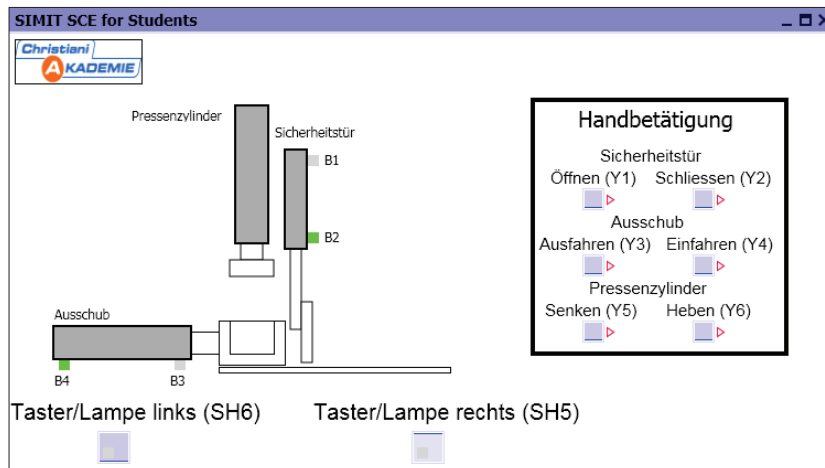 SIMIT SCE for Students
Christiani
AKADEMIE
Pressenzylinder
Sicherheitstür
B1
B2
Ausschub
B4
B3
Handbetätigung
Sicherheitstür
Öffnen (Y1) Schliessen (Y2)
Ausschub
Ausfahren (Y3) Einfahren (Y4)
Pressenzylinder
Senken (Y5) Heben (Y6)
Taster/Lampe links (SH6) Taster/Lampe rechts (SH5)